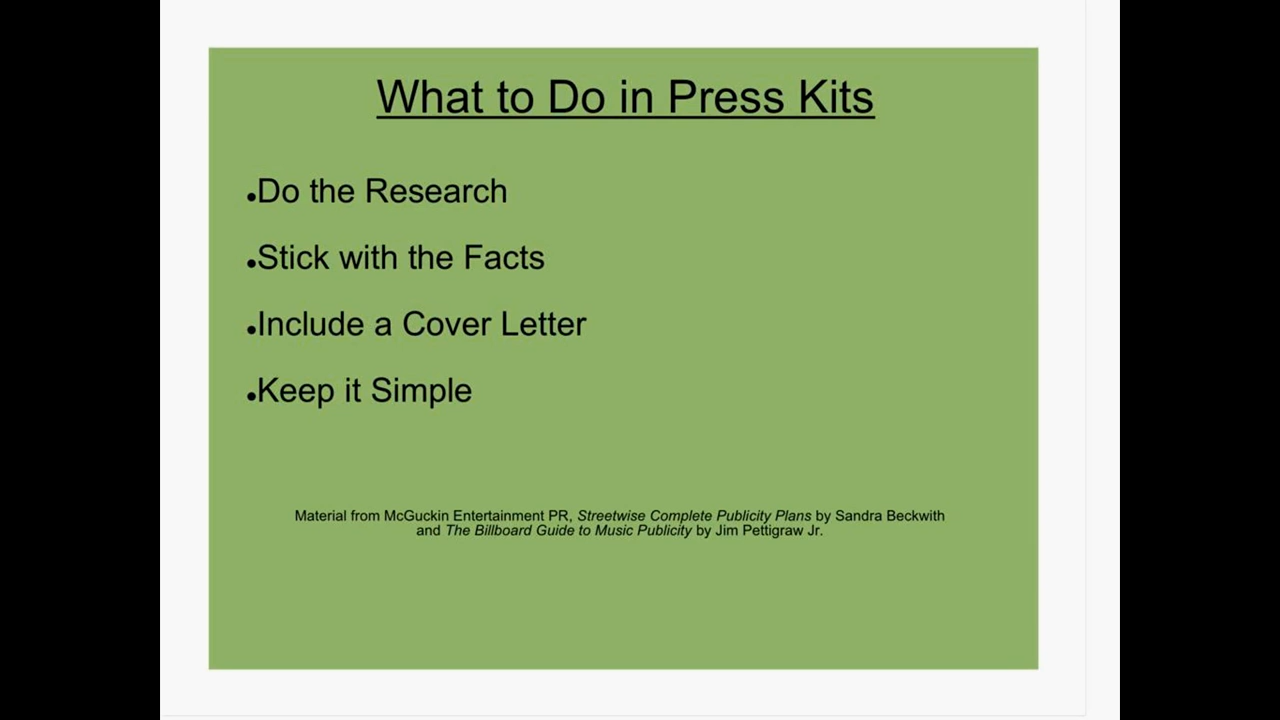 What to Do in Press Kits
●Do the Research
●Stick with the Facts
●Include a Cover Letter
●Keep it Simple
Material from McGuckin Entertainment PR, Streetwise Complete Publicity Plans by Sandra Beckwith
and The Billboard Guide to Music Publicity by Jim Pettigraw Jr.